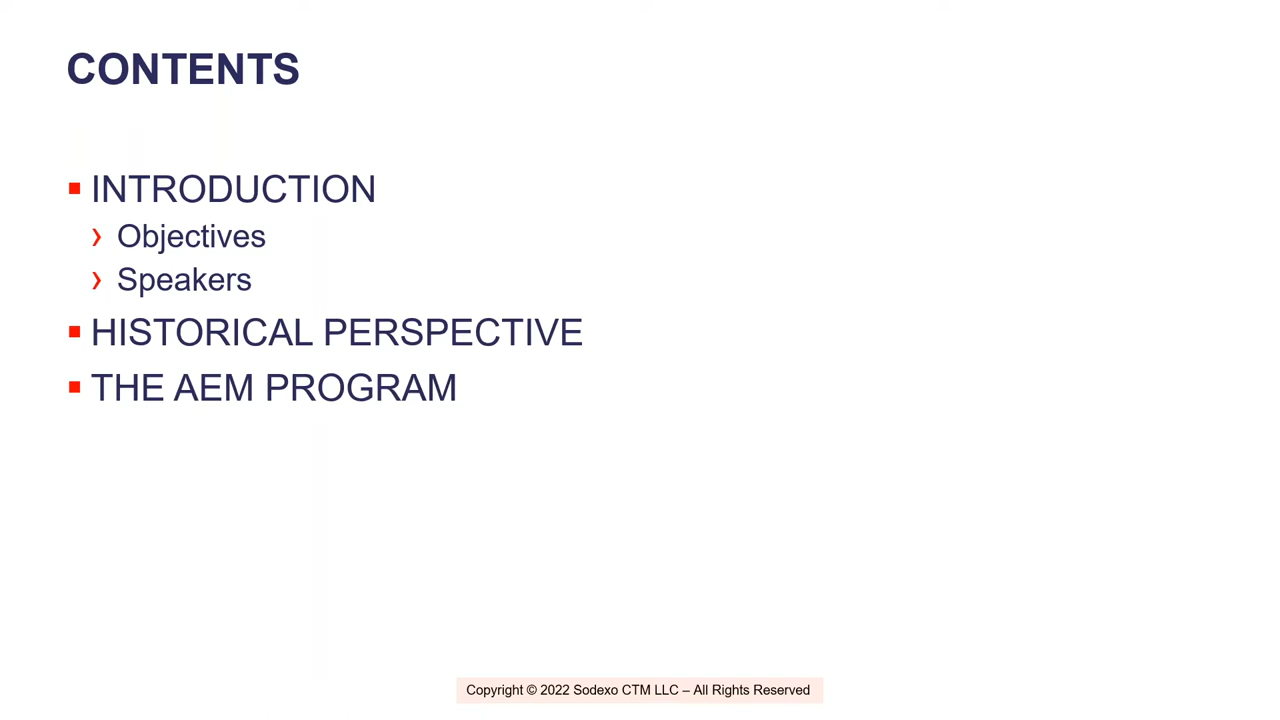 CONTENTS
▪ INTRODUCTION
› Objectives
› Speakers
▪ HISTORICAL PERSPECTIVE
▪ THE AEM PROGRAM
Copyright © 2022 Sodexo CTM LLC – All Rights Reserved